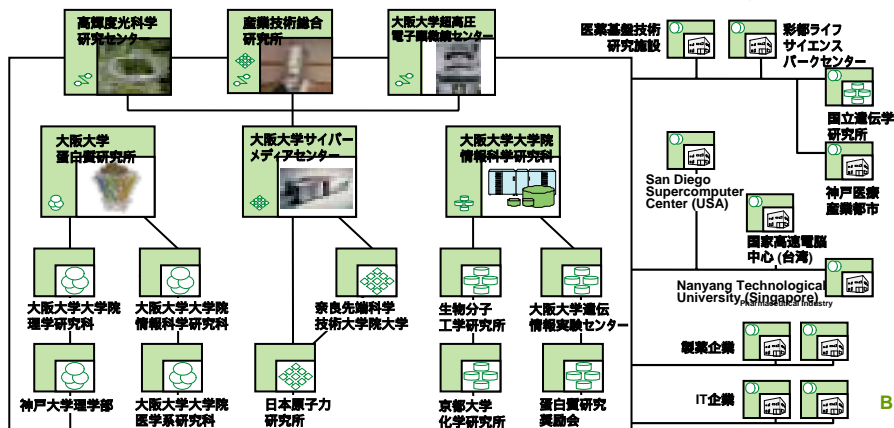 高輝度光科学
研究センター
産業技術総合
研究所
大阪大学超高圧
電子顕微鏡センター
医薬基盤技術
研究施設
彩都ライフ
サイエンス
パークセンター
国立遺伝学
研究所
大阪大学
蛋白質研究所
大阪大学サイバー
メディアセンター
大阪大学大学院
情報科学研究科
San Diego
Supercomputer
Center (USA)
神戸医療
産業都市
国家高速電脳
中心 (台湾)
大阪大学大学院
理学研究科
大阪大学大学院
情報科学研究科
奈良先端科学
技術大学院大学
生物分子
工学研究所
大阪大学遺伝
情報実験センター
Nanyang Technological
University (Singapore)
Pharmaceutical Industry
製薬企業
神戸大学理学部
大阪大学大学院
医学系研究科
日本原子力
研究所
京都大学
化学研究所
蛋白質研究
奨励会
IT企業
B